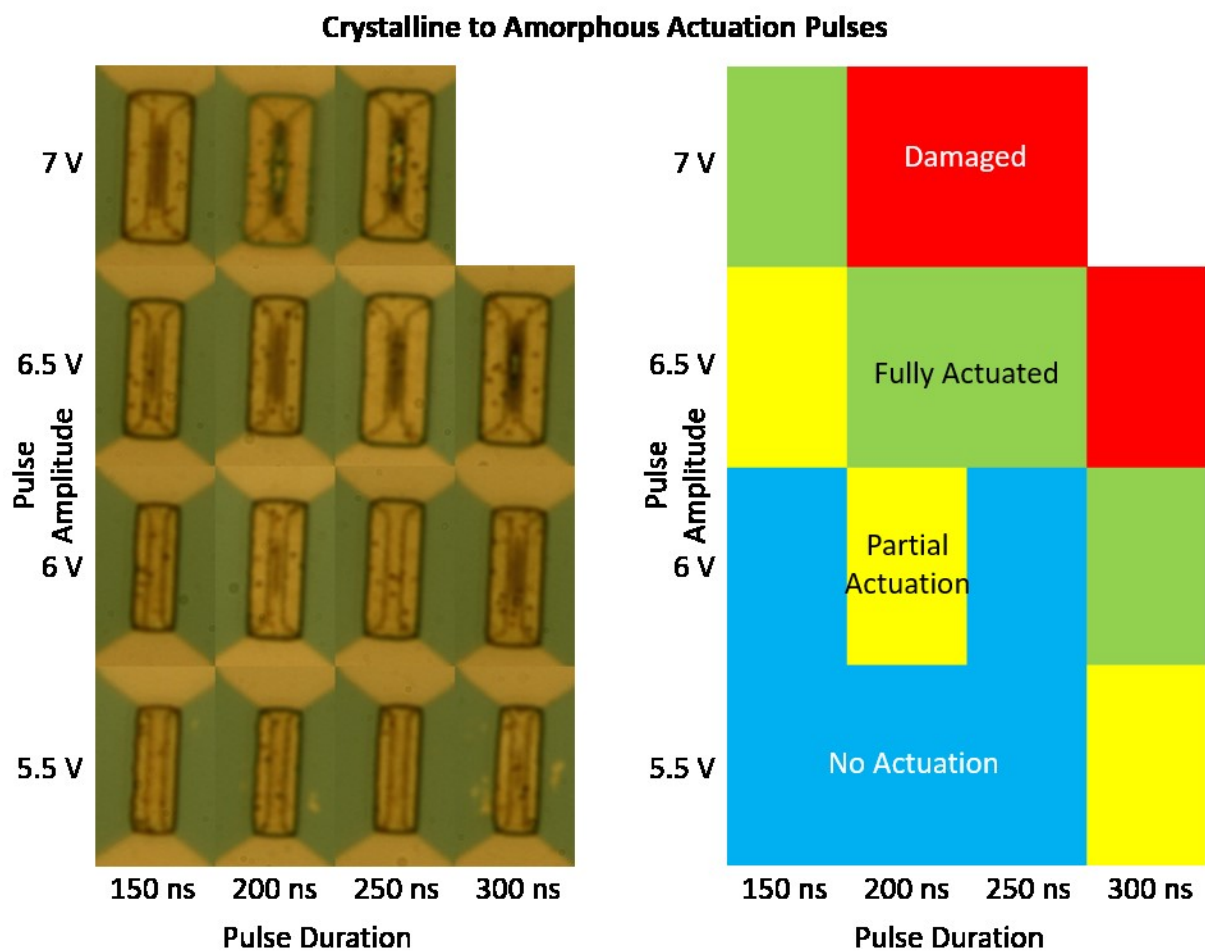 Crystalline to Amorphous Actuation Pulses
7 V
6.5 V
Pulse
Amplitude
6 V
5.5 V
150 ns 200 ns 250 ns 300 ns
Pulse Duration
7 V
6.5 V
Pulse
Amplitude
6 V
5.5 V
Damaged
Fully Actuated
Partial
Actuation
No Actuation
150 ns 200 ns 250 ns 300 ns
Pulse Duration